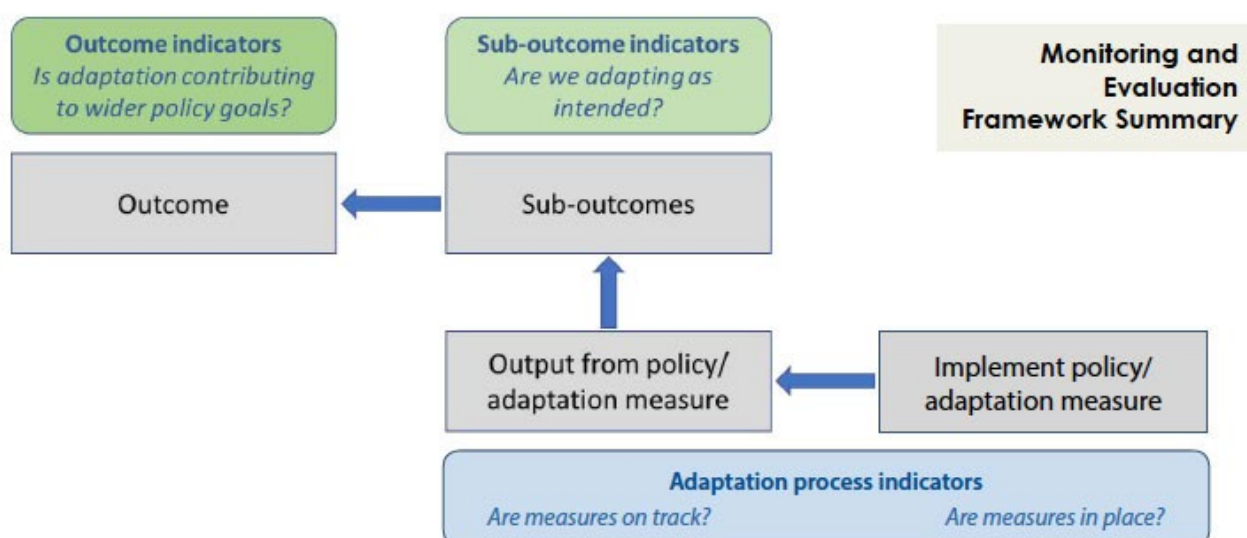 Outcome indicators
Is adaptation contributing
to wider policy goals?
Sub-outcome indicators
Are we adapting as
intended?
Monitoring and
Evaluation
Framework Summary
Outcome
Sub-outcomes
Output from policy/
adaptation measure
Implement policy/
adaptation measure
Adaptation process indicators
Are measures on track?
Are measures in place?